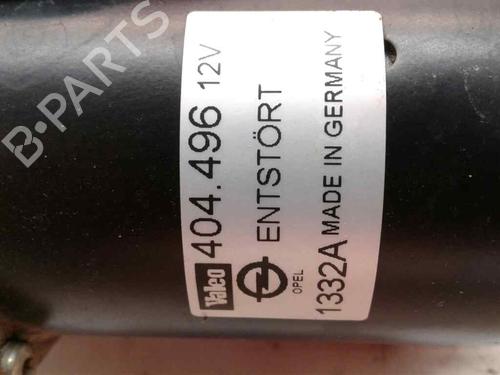 Valeo 404.496 12V
ENTSTÖRT
OPEL
1332A MADE IN GERMANY
B-PARTS